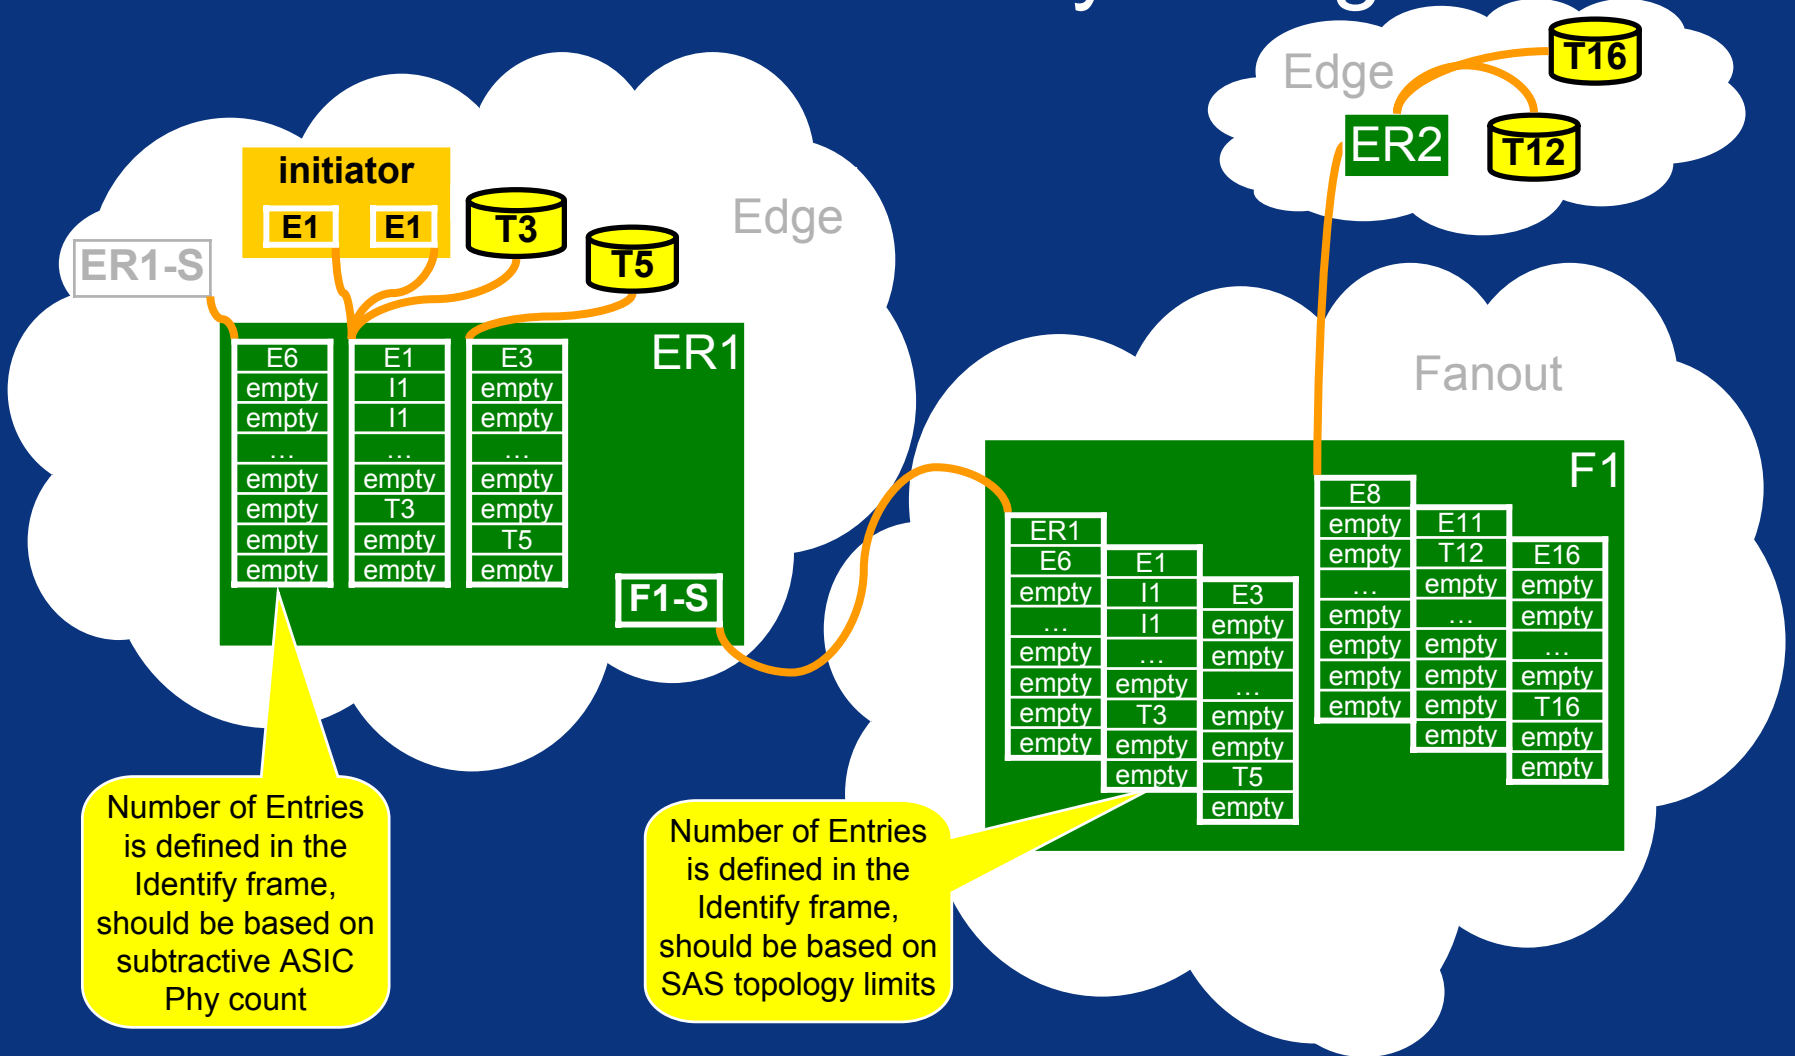 Edge
T16
ER2
T12
initiator
E1
E1
T3
T5
Edge
ER1-S
ER1
E6
empty
empty
...
empty
empty
empty
empty
E1
I1
I1
...
empty
T3
empty
empty
E3
empty
empty
...
empty
empty
T5
empty
F1-S
Fanout
F1
ER1
E6
empty
...
empty
empty
empty
empty
E1
I1
I1
...
empty
T3
empty
empty
E3
empty
empty
...
empty
empty
T5
empty
E8
empty
empty
...
empty
empty
empty
empty
E11
T12
empty
...
empty
empty
empty
empty
E16
empty
empty
...
empty
T16
empty
empty
Number of Entries
is defined in the
Identify frame,
should be based on
subtractive ASIC
Phy count
Number of Entries
is defined in the
Identify frame,
should be based on
SAS topology limits